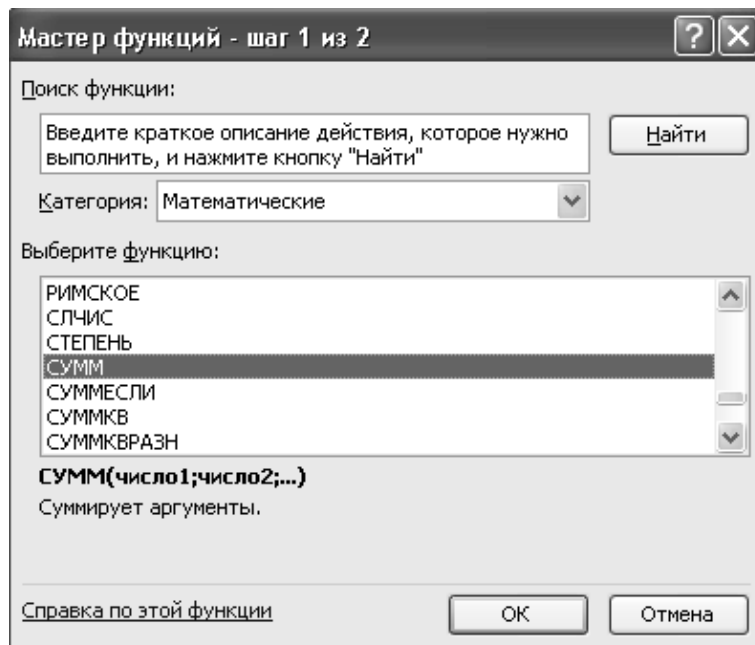 Мастер функций - шаг 1 из 2
Поиск функции:
Введите краткое описание действия, которое нужно
выполнить, и нажмите кнопку "Найти"
Найти
Категория: Математические
Выберите функцию:
РИМСКОЕ
СЛЧИС
СТЕПЕНЬ
СУММ
СУММЕСЛИ
СУММКВ
СУММКВРАЗН
СУММ(число1;число2;...)
Суммирует аргументы.
Справка по этой функции
ОК
Отмена